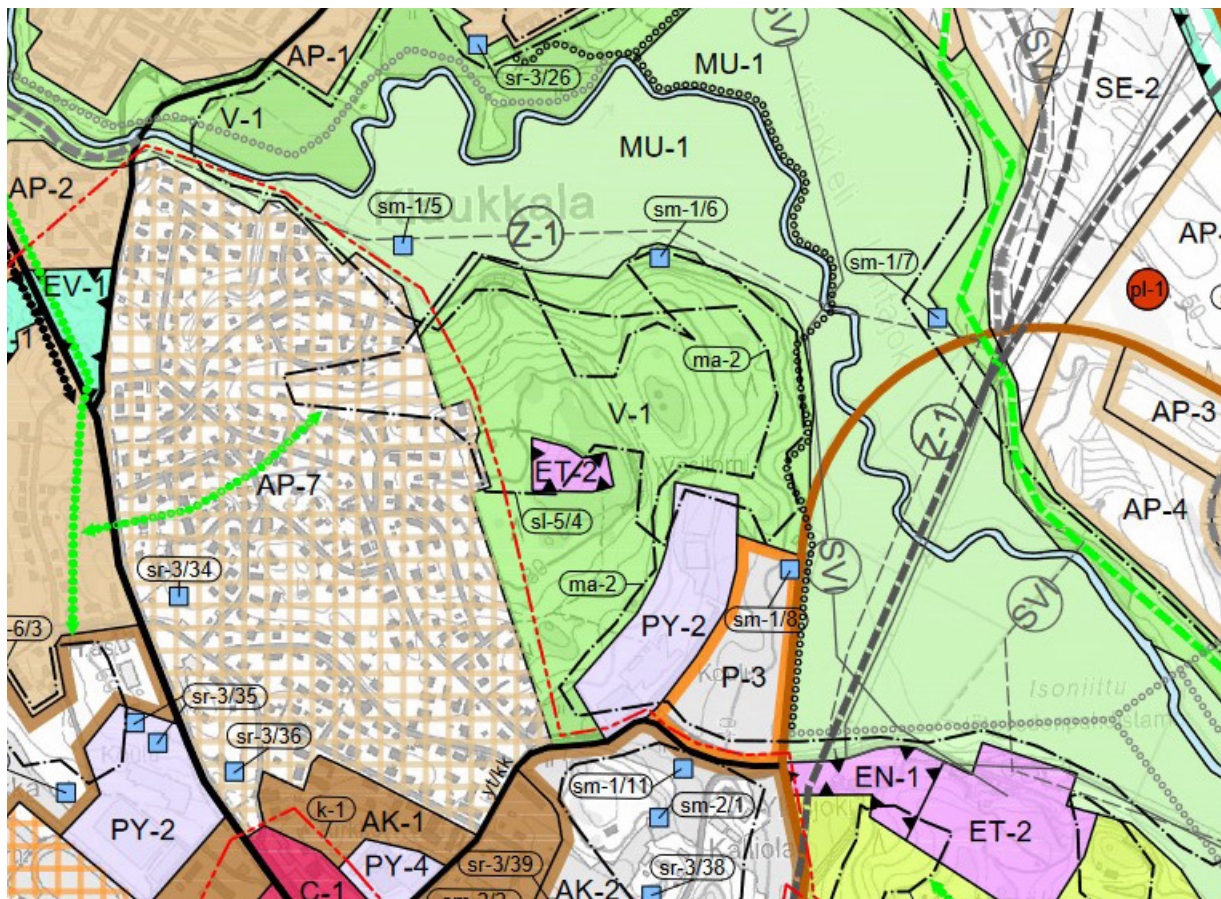 AP-1
sr-3/26
SVI
MU-1
SE-2
V-1
MU-1
AP-2
sm-1/5
Kluukkala
Z-1
sm-1/6
sm-1/7
EV-1
pl-1
ma-2
AP-3
V-1
Z-1
AP-7
ET-2
sl-5/4
AP-4
SVI
ma-2
sr-3/34
PY-2
sm-1/8
SVI
-6/3
P-3
sr-3/35
Isoniittu
sr-3/36
yt/kk
EN-1
sm-1/11
k-1
sm-2/1
PY-2
AK-1
ET-2
PY-4
sr-3/39
sr-3/38
C-1
AK-2